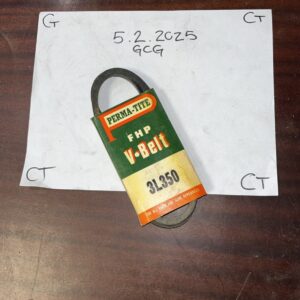 G
CT
5.2.2025
GCG
PERMA-TITE
FHP
V-Belt
3L350
CT
CT